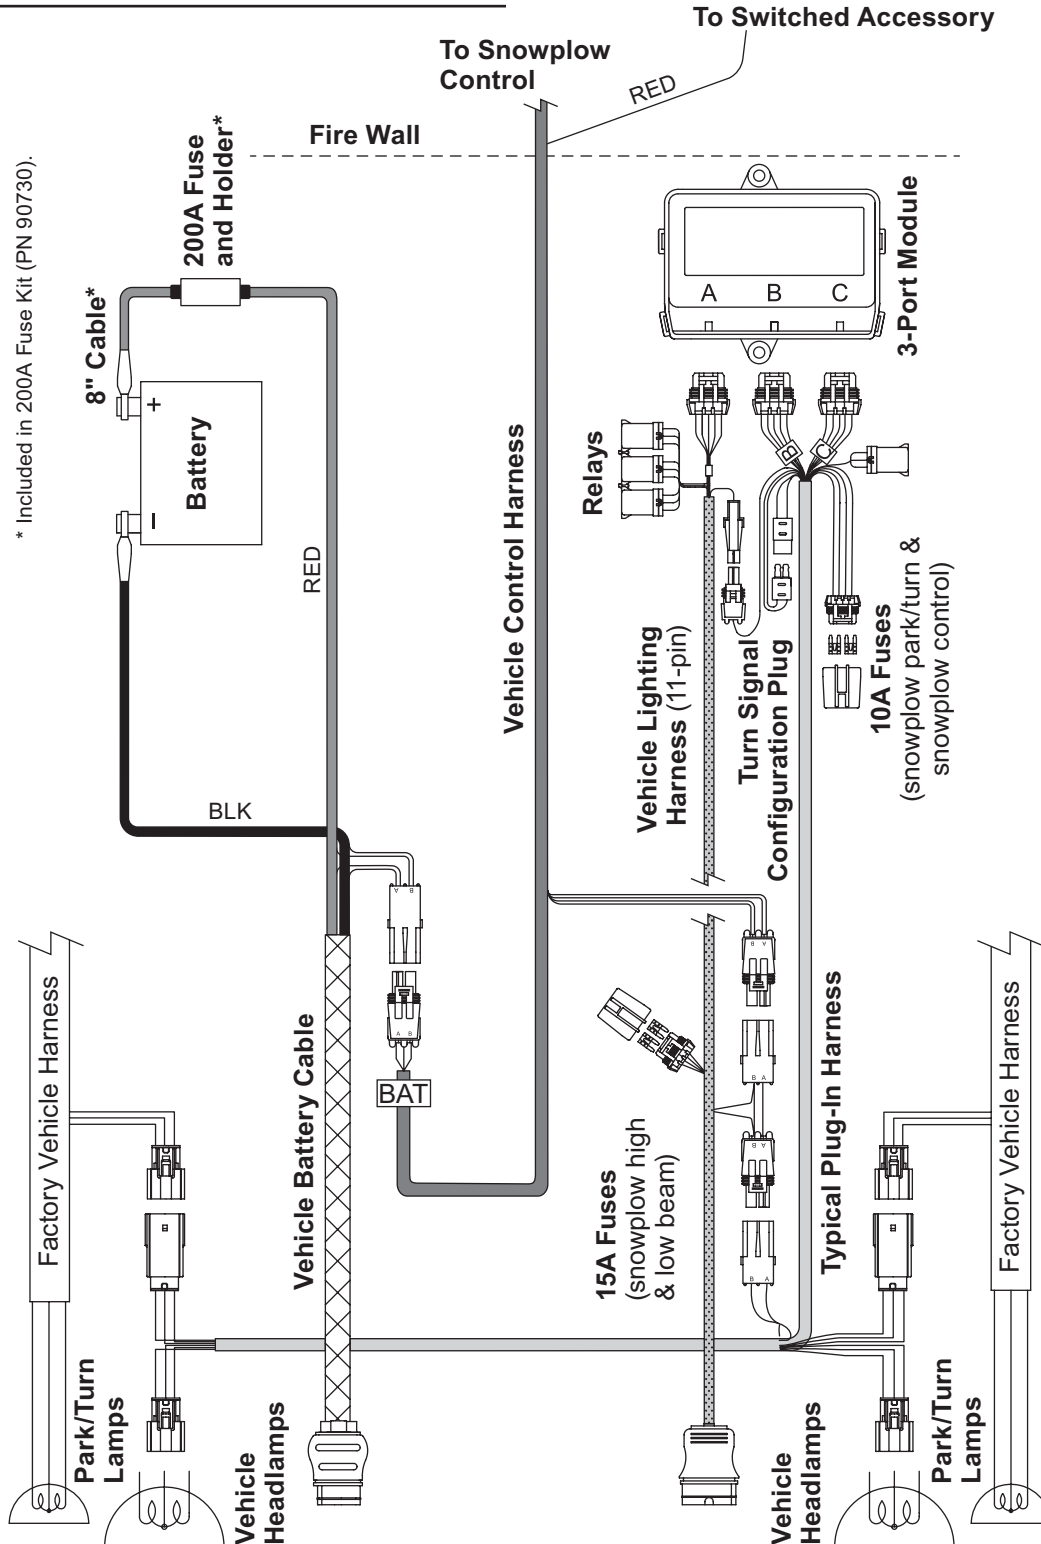 To Switched Accessory
To Snowplow
Control
RED
Fire Wall
* Included in 200A Fuse Kit (PN 90730).
200A Fuse
and Holder*
8" Cable*
+
Battery
–
RED
BLK
A B C
3-Port Module
Relays
B
C
Vehicle Control Harness
Vehicle Lighting
Harness (11-pin)
Turn Signal
Configuration Plug
10A Fuses
(snowplow park/turn &
snowplow control)
A B
A B
BAT
Vehicle Battery Cable
Factory Vehicle Harness
15A Fuses
(snowplow high
& low beam)
B A
B A
B A
B A
Typical Plug-In Harness
Factory Vehicle Harness
Park/Turn
Lamps
Vehicle
Headlamps
Vehicle
Headlamps
Park/Turn
Lamps